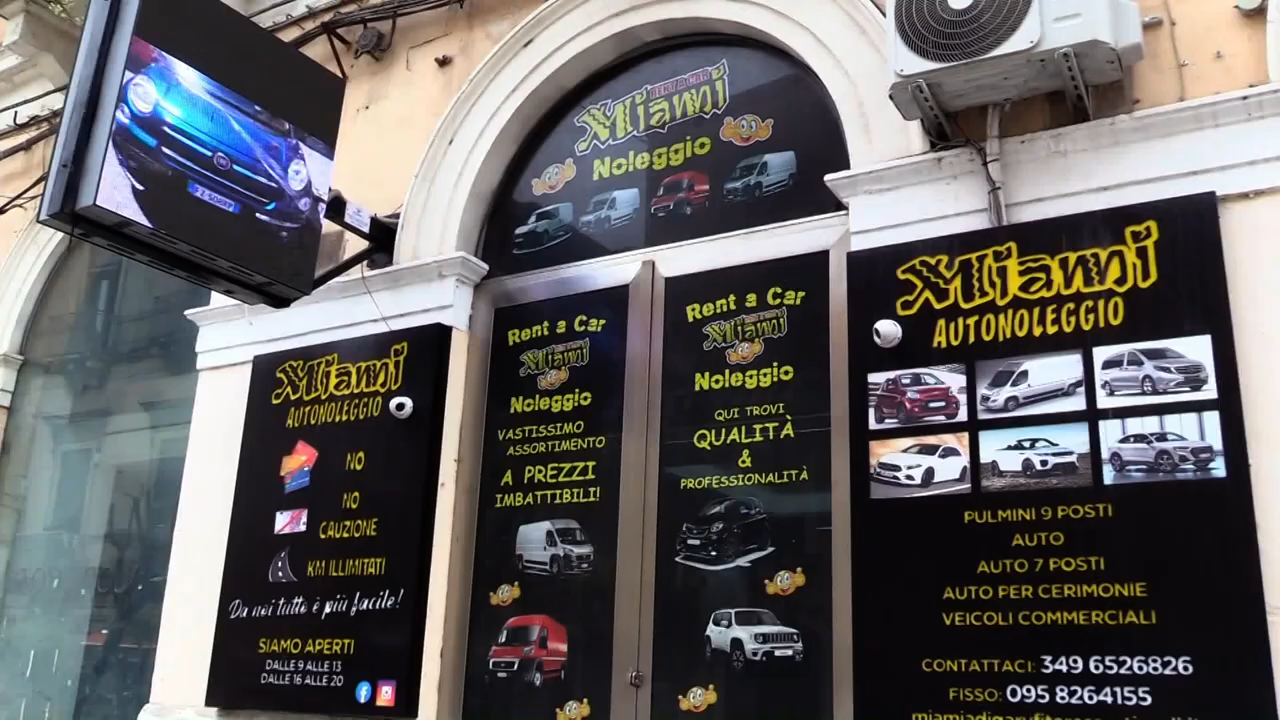 RENT A CAR
Miami
Noleggio
Miami
AUTONOLEGGIO
NO
NO
CAUZIONE
KM ILLIMITATI
Da noi tutto è più facile!
SIAMO APERTI
DALLE 9 ALLE 13
DALLE 16 ALLE 20
Rent a Car
Miami
Noleggio
VASTISSIMO
ASSORTIMENTO
A PREZZI
IMBATTIBILI!
Rent a Car
Miami
Noleggio
QUI TROVI
QUALITÀ
&
PROFESSIONALITÀ
Miami
AUTONOLEGGIO
PULMINI 9 POSTI
AUTO
AUTO 7 POSTI
AUTO PER CERIMONIE
VEICOLI COMMERCIALI
CONTATTACI: 349 6526826
FISSO: 095 8264155